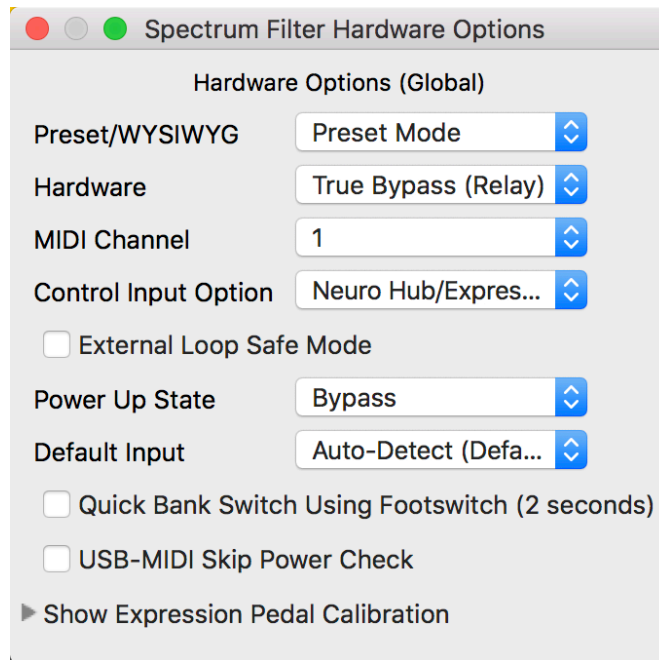 Spectrum Filter Hardware Options
Hardware Options (Global)
Preset/WYSIWYG Preset Mode
Hardware True Bypass (Relay)
MIDI Channel 1
Control Input Option Neuro Hub/Expres...
External Loop Safe Mode
Power Up State Bypass
Default Input Auto-Detect (Defa...
Quick Bank Switch Using Footswitch (2 seconds)
USB-MIDI Skip Power Check
Show Expression Pedal Calibration